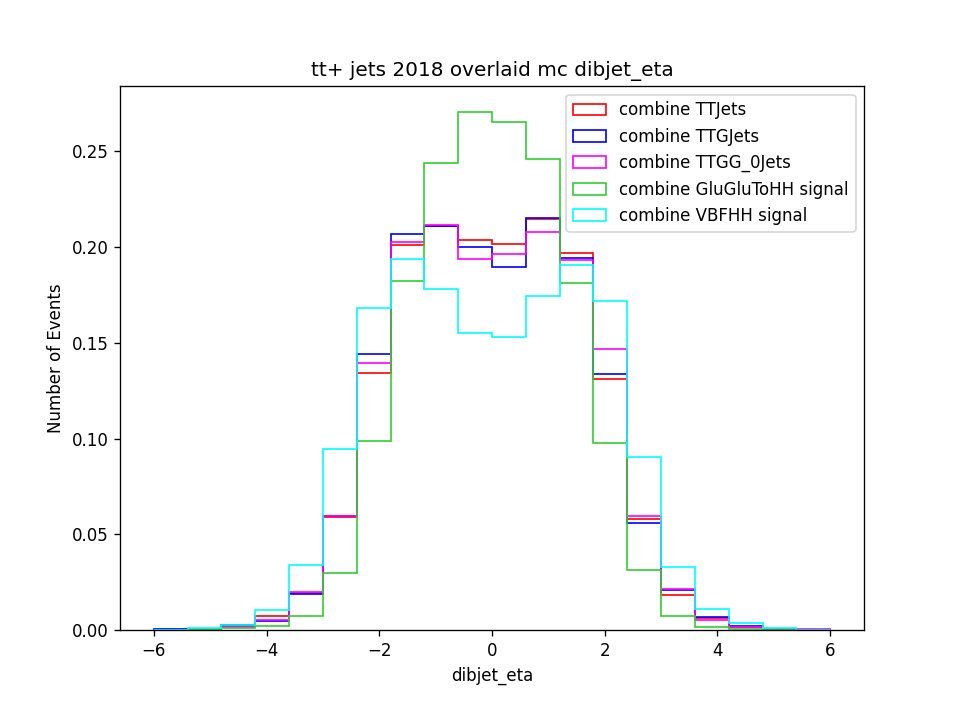 tt+ jets 2018 overlaid mc dibjet_eta
combine TTJets
combine TTGJets
combine TTGG_0Jets
combine GluGluToHH signal
combine VBFHH signal
Number of Events
0.25
0.20
0.15
0.10
0.05
0.00
−6 −4 −2 0 2 4 6
dibjet_eta